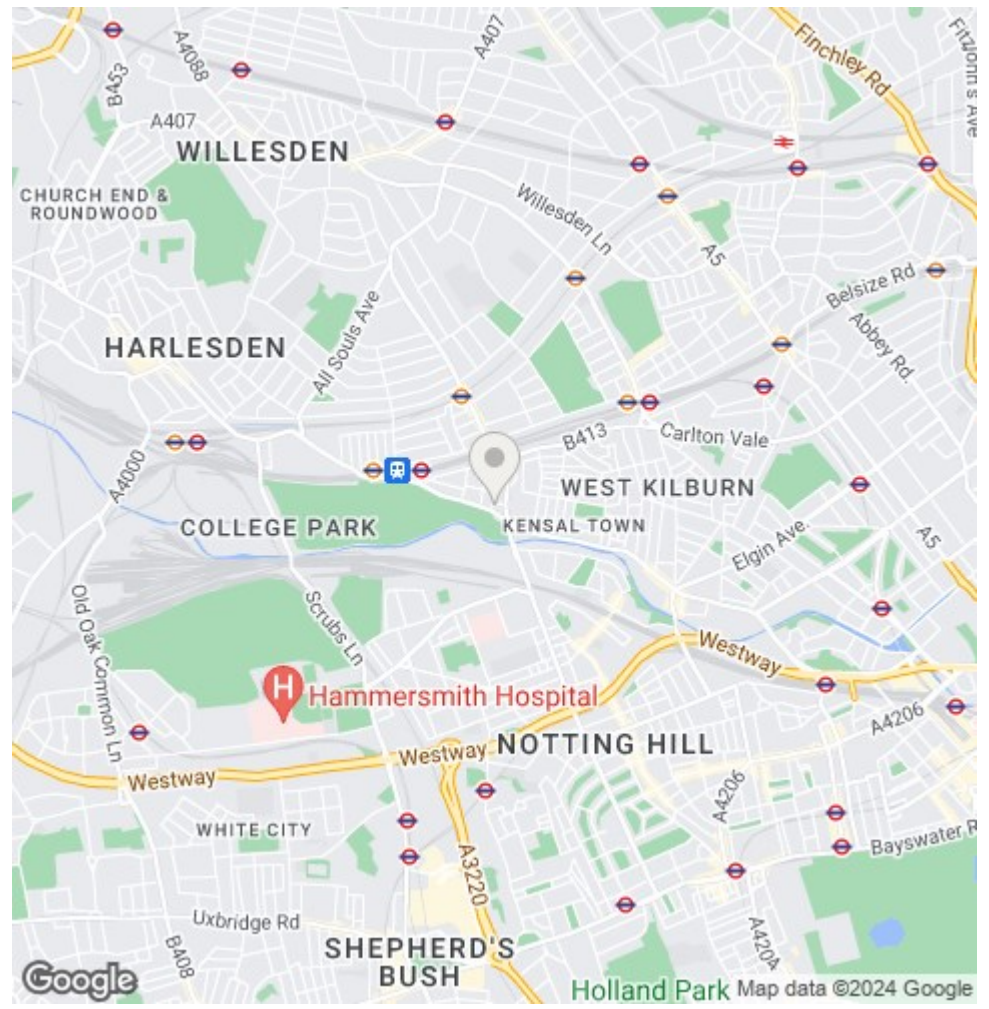 A4088
A407
Finchley Rd
Fitzjohn's Ave
B453
A407
WILLESDEN
CHURCH END &
ROUNDWOOD
Willesden Ln
A5
Belsize Rd
Abbey Rd.
All Souls Ave
HARLESDEN
B413
Carlton Vale
A4000
WEST KILBURN
COLLEGE PARK
KENSAL TOWN
Elgin Ave.
A5
Old Oak Common Ln
Scrubs Ln
Westway
H
Hammersmith Hospital
A4206
NOTTING HILL
Westway
Westway
A4206
WHITE CITY
Bayswater R
A3220
Uxbridge Rd
B408
SHEPHERD'S
BUSH
A420A
Google
Holland Park
Map data ©2024 Google